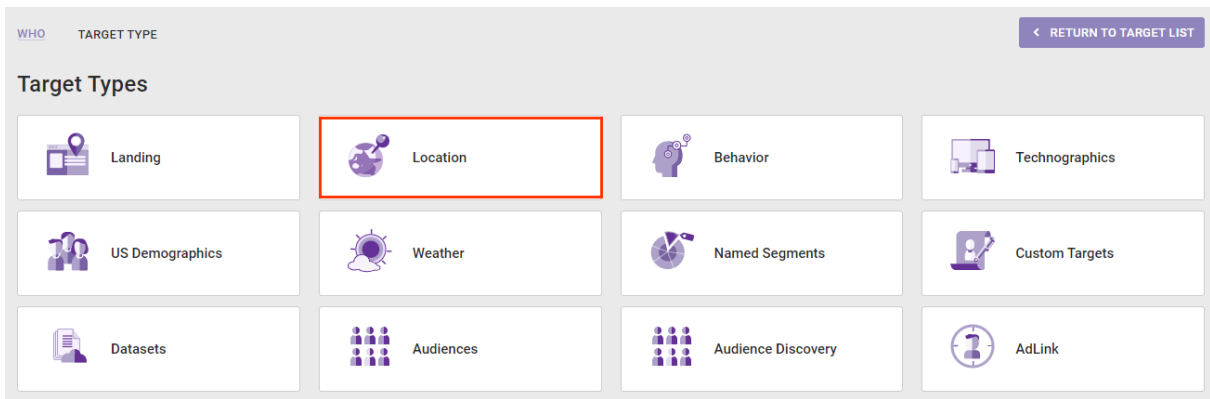 WHO TARGET TYPE
< RETURN TO TARGET LIST
Target Types
Landing
Location
Behavior
Technographics
US Demographics
Weather
Named Segments
Custom Targets
Datasets
Audiences
Audience Discovery
AdLink